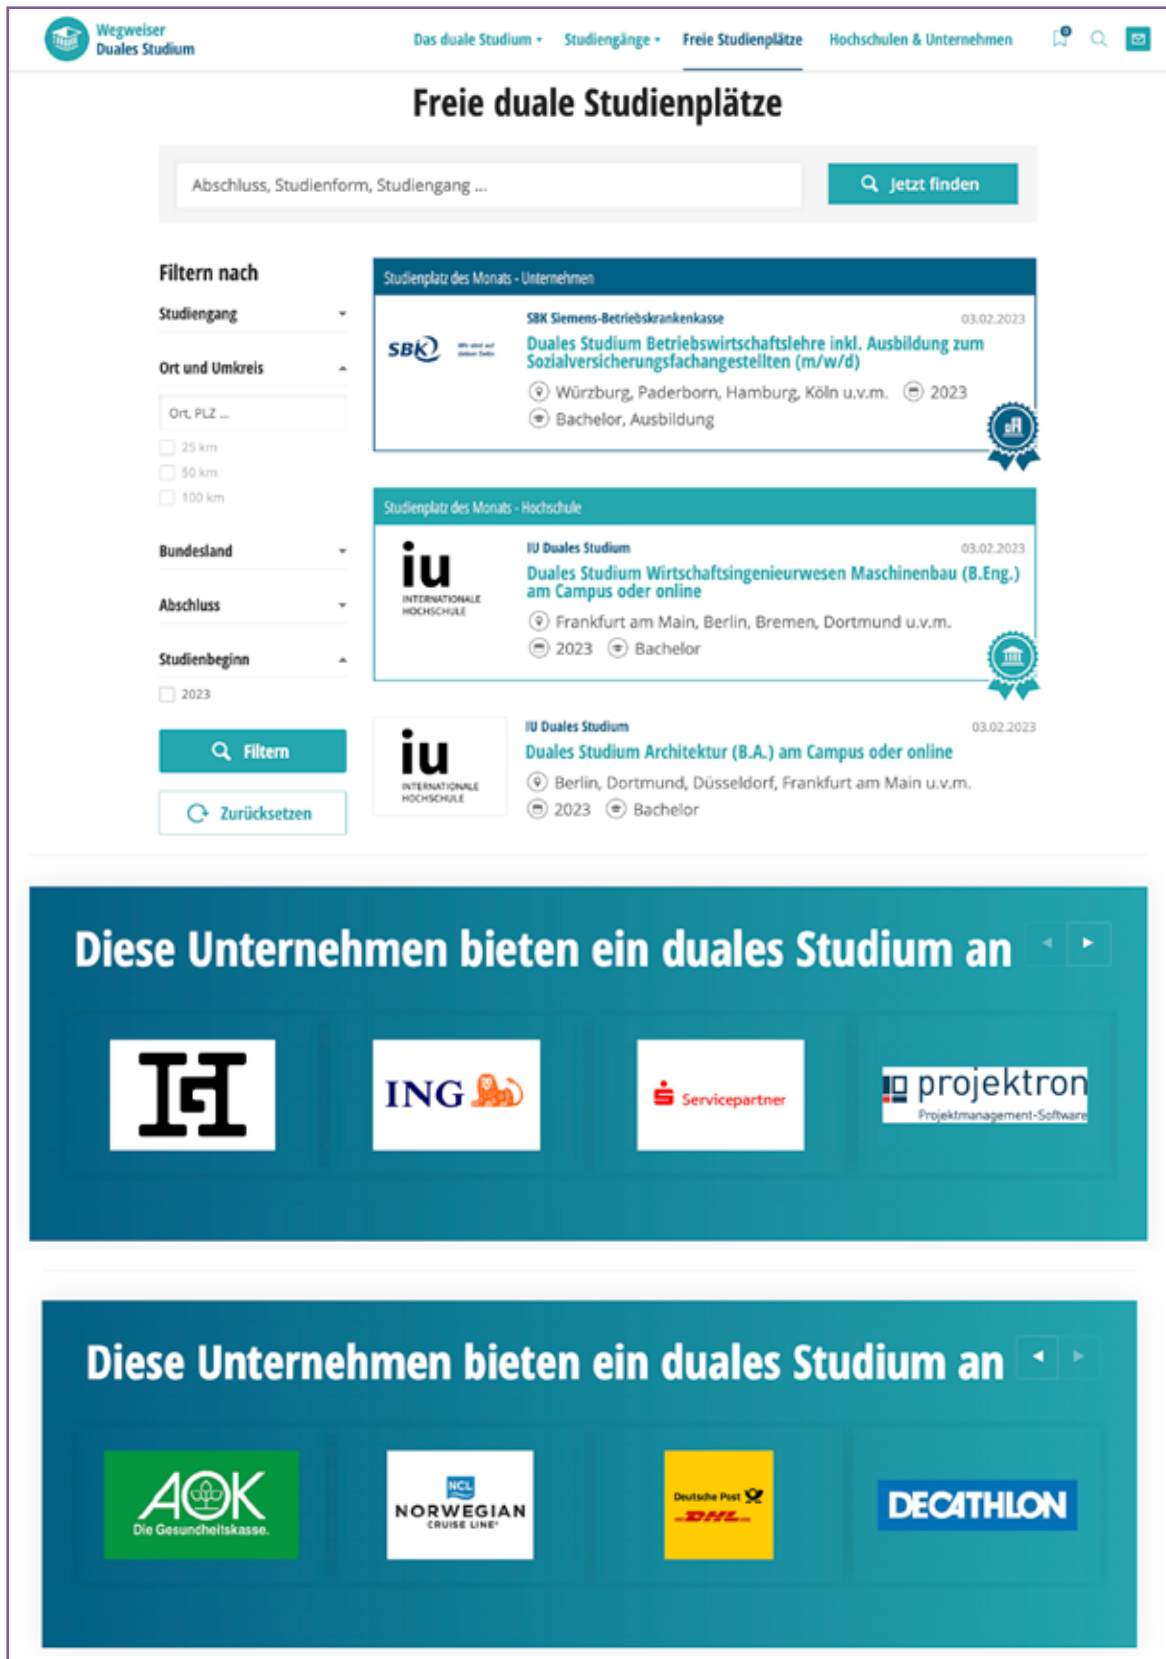 Wegweiser
Duales Studium
Das duale Studium
Studiengänge
Freie Studienplätze
Hochschulen & Unternehmen
0
Freie duale Studienplätze
Abschluss, Studienform, Studiengang ...
Jetzt finden
Filtern nach
Studiengang
Ort und Umkreis
Ort, PLZ ...
25 km
50 km
100 km
Bundesland
Abschluss
Studienbeginn
2023
Filtern
Zurücksetzen
Studienplatz des Monats - Unternehmen
SBK
Wir sind auf
deiner Seite.
SBK Siemens-Betriebskrankenkasse
03.02.2023
Duales Studium Betriebswirtschaftslehre inkl. Ausbildung zum
Sozialversicherungsfachangestellten (m/w/d)
Würzburg, Paderborn, Hamburg, Köln u.v.m. 2023
Bachelor, Ausbildung
Studienplatz des Monats - Hochschule
iu
INTERNATIONALE
HOCHSCHULE
IU Duales Studium
03.02.2023
Duales Studium Wirtschaftsingenieurwesen Maschinenbau (B.Eng.)
am Campus oder online
Frankfurt am Main, Berlin, Bremen, Dortmund u.v.m.
2023 Bachelor
iu
INTERNATIONALE
HOCHSCHULE
IU Duales Studium
03.02.2023
Duales Studium Architektur (B.A.) am Campus oder online
Berlin, Dortmund, Düsseldorf, Frankfurt am Main u.v.m.
2023 Bachelor
Diese Unternehmen bieten ein duales Studium an
ING
Servicepartner
projektron
Projektmanagement-Software
Diese Unternehmen bieten ein duales Studium an
AOK
Die Gesundheitskasse.
NCL
NORWEGIAN
CRUISE LINE®
Deutsche Post
DHL
DECATHLON